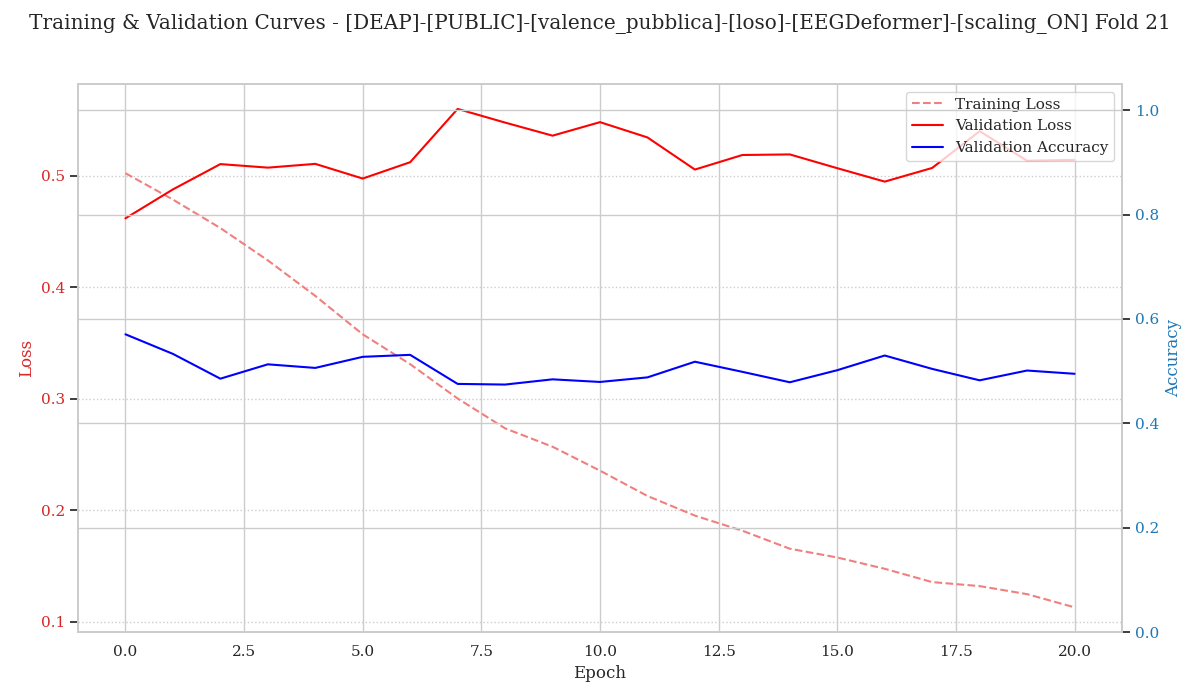 Training & Validation Curves - [DEAP]-[PUBLIC]-[valence_pubblica]-[loso]-[EEGDeformer]-[scaling_ON] Fold 21
Training Loss
Validation Loss
Validation Accuracy
Loss
0.5
0.4
0.3
0.2
0.1
1.0
0.8
0.6
0.4
0.2
0.0
Accuracy
0.0 2.5 5.0 7.5 10.0 12.5 15.0 17.5 20.0
Epoch